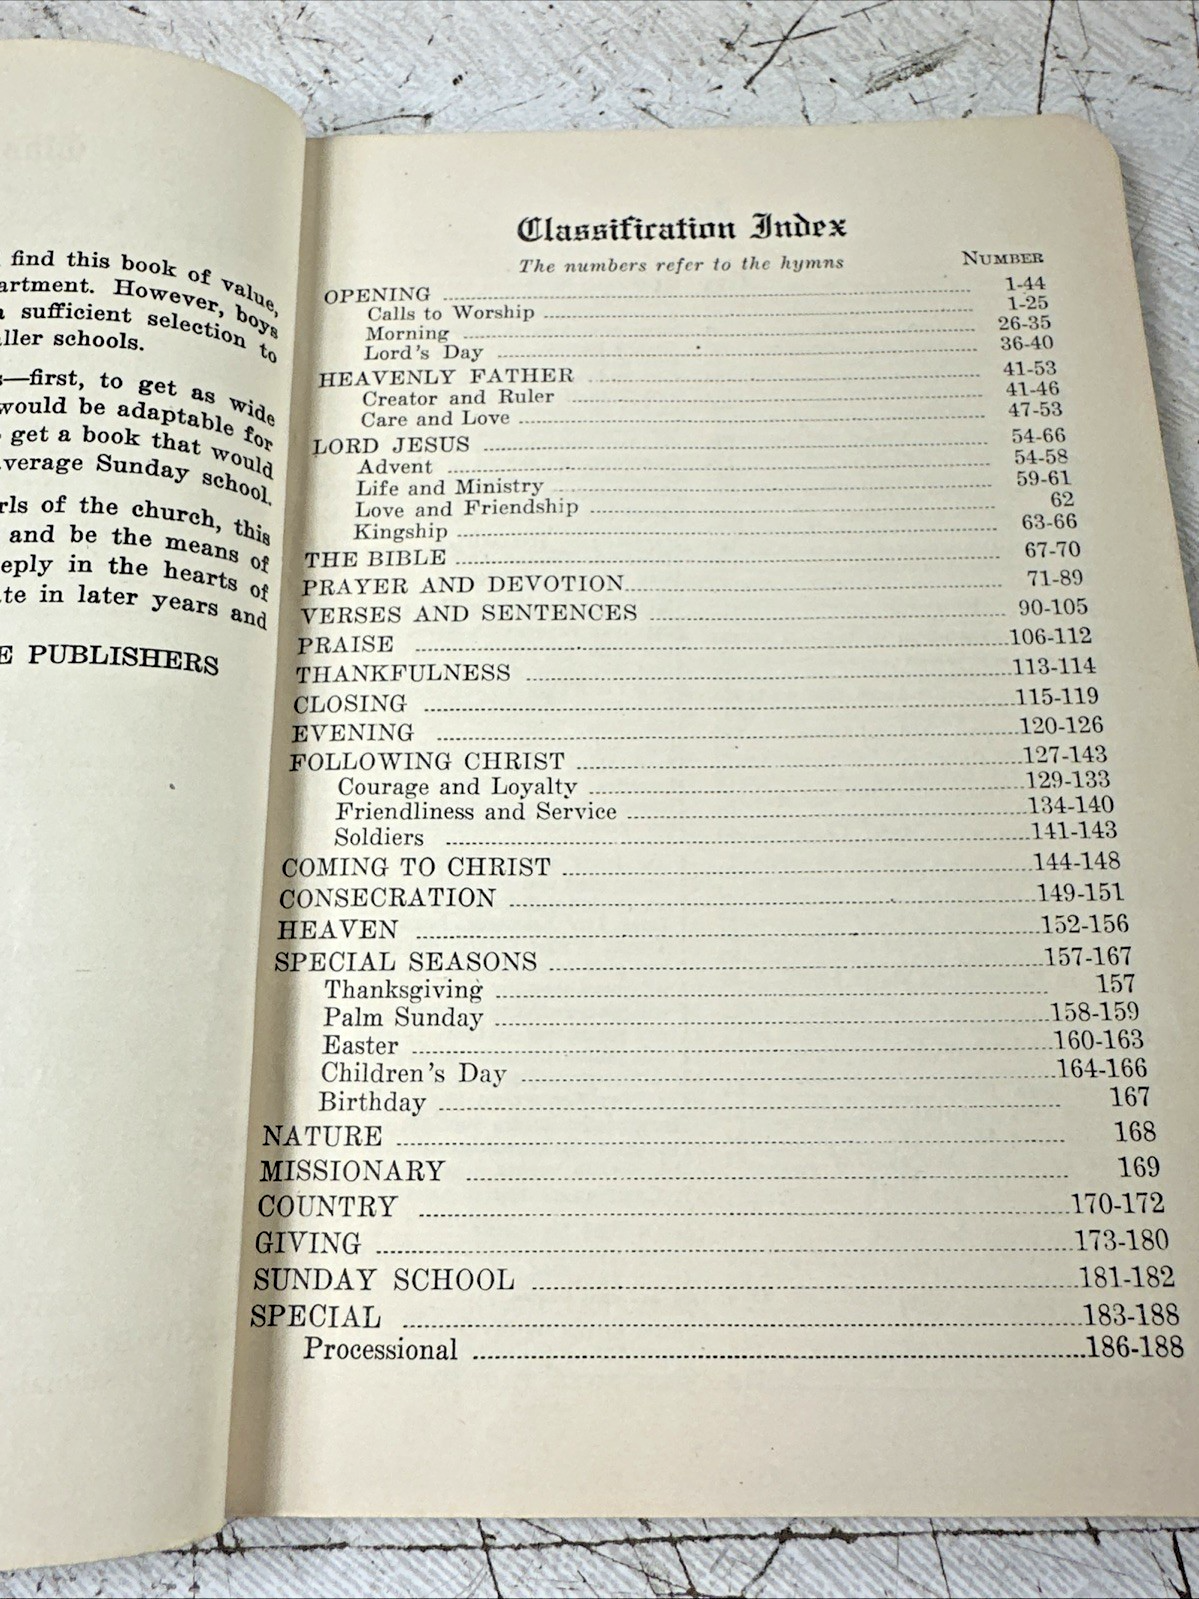 find this book of value,
artment. However, boys
a sufficient selection to
ller schools.
—first, to get as wide
would be adaptable for
get a book that would
verage Sunday school.
rls of the church, this
and be the means of
eply in the hearts of
te in later years and
E PUBLISHERS
Classification Index
The numbers refer to the hymns
NUMBER
OPENING 1-44
Calls to Worship 1-25
Morning 26-35
Lord's Day 36-40
HEAVENLY FATHER 41-53
Creator and Ruler 41-46
Care and Love 47-53
LORD JESUS 54-66
Advent 54-58
Life and Ministry 59-61
Love and Friendship 62
Kingship 63-66
THE BIBLE 67-70
PRAYER AND DEVOTION 71-89
VERSES AND SENTENCES 90-105
PRAISE 106-112
THANKFULNESS 113-114
CLOSING 115-119
EVENING 120-126
FOLLOWING CHRIST 127-143
Courage and Loyalty 129-133
Friendliness and Service 134-140
Soldiers 141-143
COMING TO CHRIST 144-148
CONSECRATION 149-151
HEAVEN 152-156
SPECIAL SEASONS 157-167
Thanksgiving 157
Palm Sunday 158-159
Easter 160-163
Children's Day 164-166
Birthday 167
NATURE 168
MISSIONARY 169
COUNTRY 170-172
GIVING 173-180
SUNDAY SCHOOL 181-182
SPECIAL 183-188
Processional 186-188